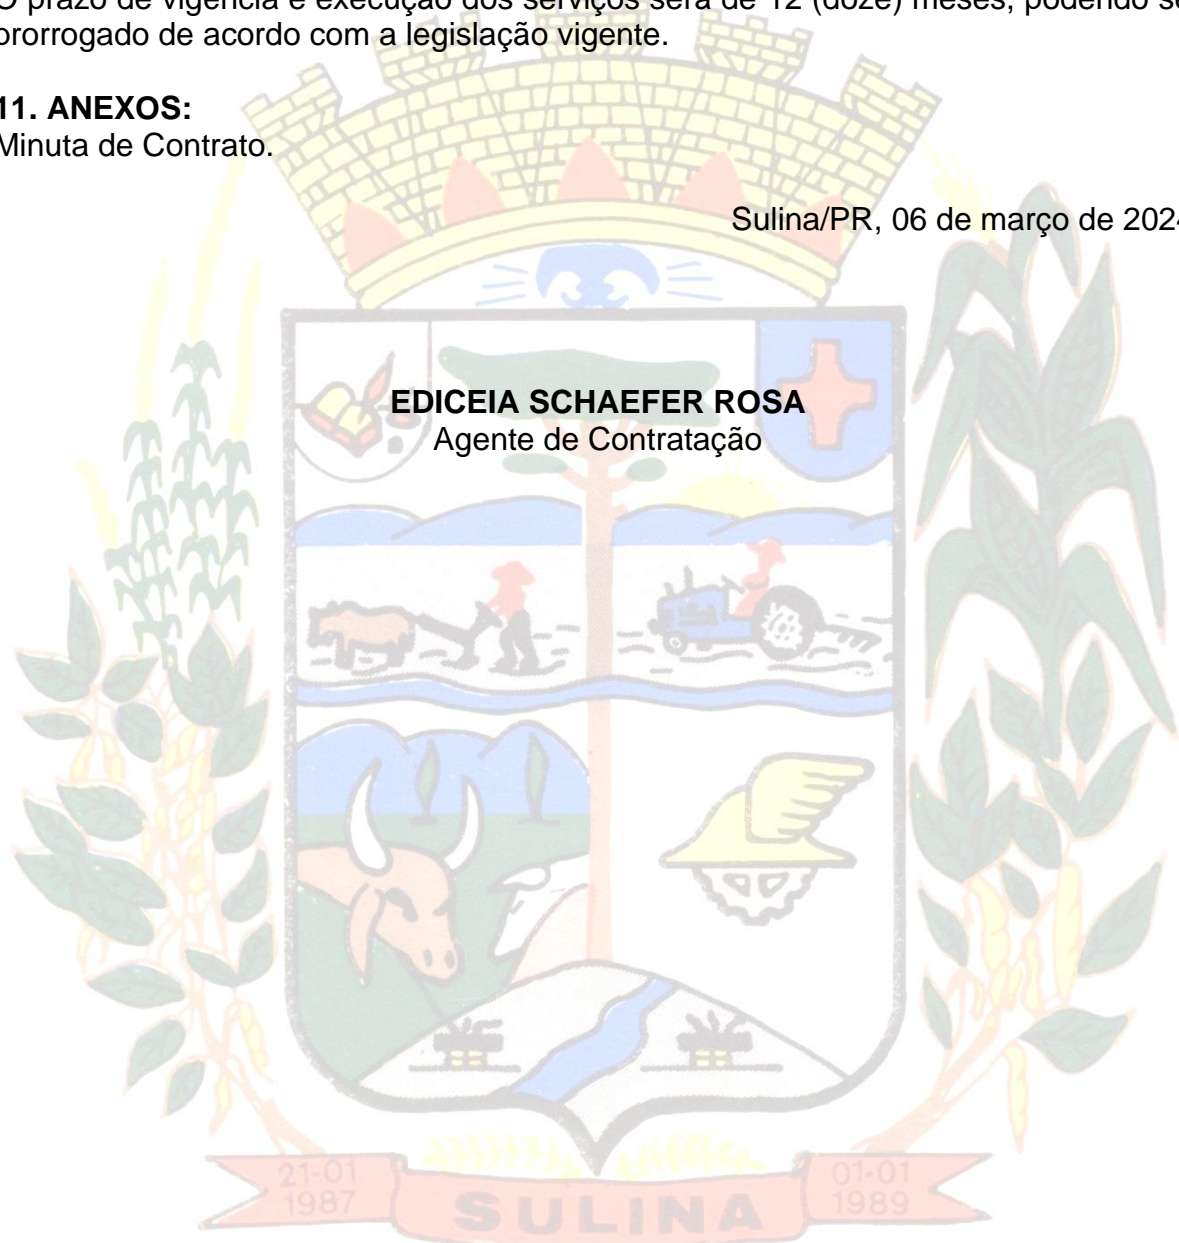 O prazo de vigência e execução dos serviços será de 12 (doze) meses, podendo se
prorrogado de acordo com a legislação vigente.
11. ANEXOS:
Minuta de Contrato.
Sulina/PR, 06 de março de 2024
EDICEIA SCHAEFER ROSA
Agente de Contratação
21-01
1987
SULINA
01-01
1989